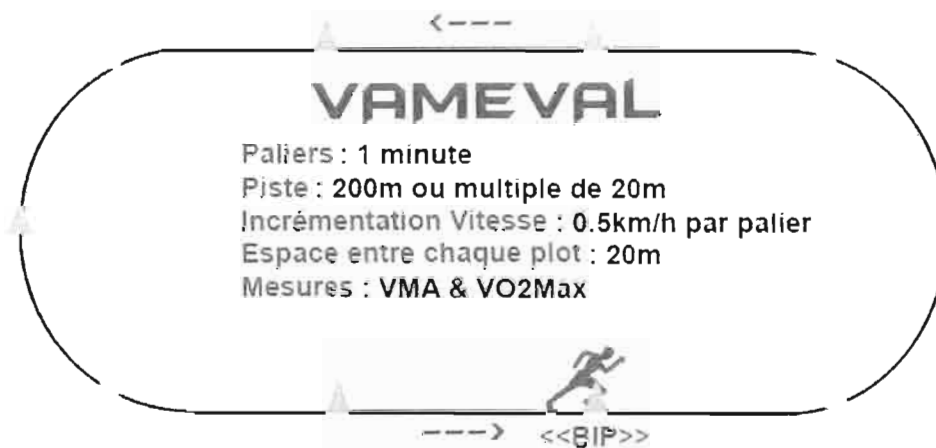 <---
VAMEVAL
Paliers : 1 minute
Piste : 200m ou multiple de 20m
Incrémentation Vitesse : 0.5km/h par palier
Espace entre chaque plot : 20m
Mesures : VMA & VO2Max
---> <<BIP>>